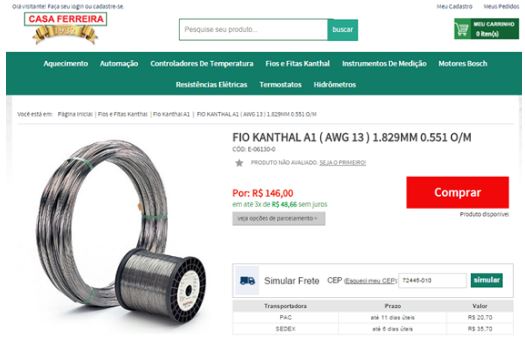 Olá visitante! Faça seu login ou cadastre-se.
Meu Cadastro Meus Pedidos
CASA FERREIRA
Pesquise seu produto...
buscar
MEU CARRINHO
0 item(s)
Aquecimento Automação Controladores De Temperatura Fios e Fitas Kanthal Instrumentos De Medição Motores Bosch
Resistências Elétricas Termostatos Hidrômetros
Você está em: Página Inicial | Fios e Fitas Kanthal | Fio Kanthal A1 | FIO KANTHAL A1 ( AWG 13 ) 1.829MM 0.551 O/M
FIO KANTHAL A1 ( AWG 13 ) 1.829MM 0.551 O/M
CÓD: E-06130-0
PRODUTO NÃO AVALIADO. SEJA O PRIMEIRO!
Por: R$ 146,00
em até 3x de R$ 48,66 sem juros
veja opções de parcelamento
Comprar
Produto disponível
Simular Frete CEP (Esqueci meu CEP): 72445-010 simular
Transportadora Prazo Valor
PAC até 11 dias úteis R$ 20,70
SEDEX até 6 dias úteis R$ 35,70
KANTHAL